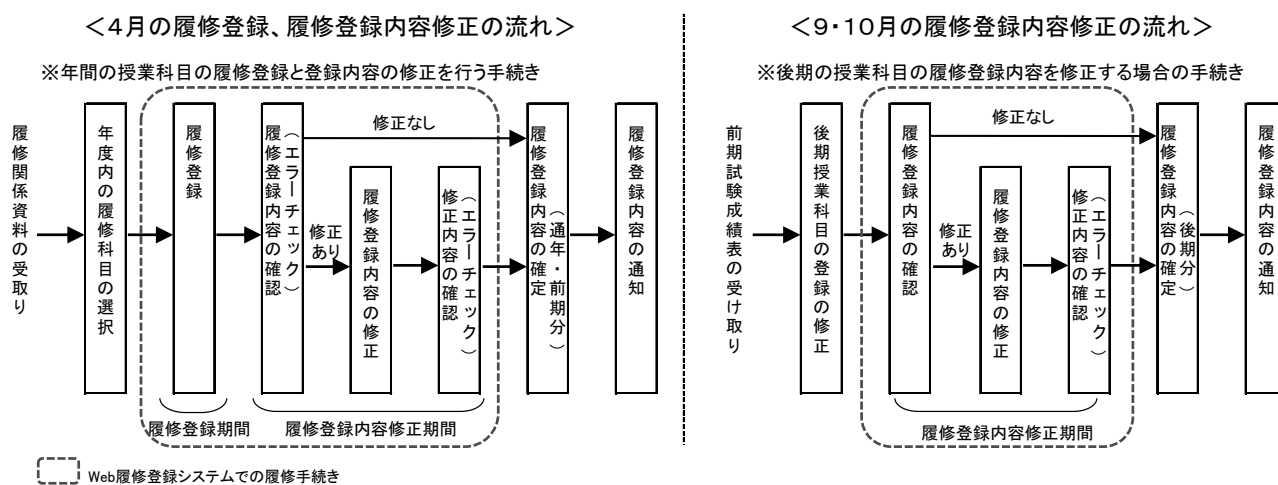 ＜4月の履修登録、履修登録内容修正の流れ＞
※年間の授業科目の履修登録と登録内容の修正を行う手続き
履修関係資料の受取り
年度内の履修科目の選択
履修登録
履修登録内容の確認
（エラーチェック）
修正なし
修正
あり
履修登録内容の修正
修正内容の確認
（エラーチェック）
履修登録内容の確定
（通年・前期分）
履修登録内容の通知
履修登録期間
履修登録内容修正期間
Web履修登録システムでの履修手続き
＜9・10月の履修登録内容修正の流れ＞
※後期の授業科目の履修登録内容を修正する場合の手続き
前期試験成績表の受け取り
後期授業科目の登録の修正
履修登録内容の確認
修正なし
修正
あり
履修登録内容の修正
修正内容の確認
（エラーチェック）
履修登録内容の確定
（後期分）
履修登録内容の通知
履修登録内容修正期間